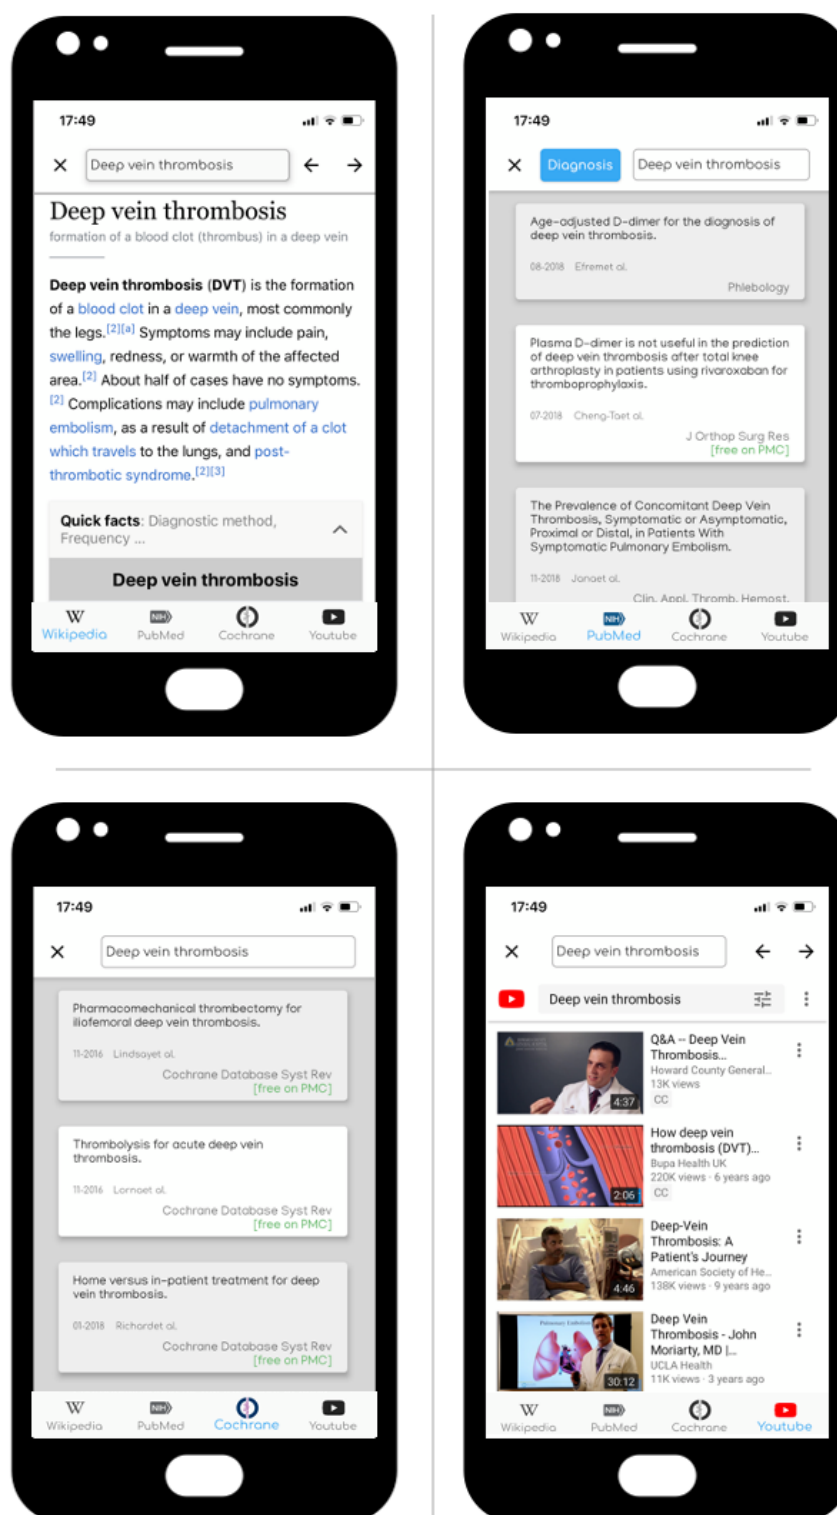 17:49
Deep vein thrombosis
Deep vein thrombosis
formation of a blood clot (thrombus) in a deep vein
Deep vein thrombosis (DVT) is the formation
of a blood clot in a deep vein, most commonly
the legs.[2][a] Symptoms may include pain,
swelling, redness, or warmth of the affected
area.[2] About half of cases have no symptoms.
[2] Complications may include pulmonary
embolism, as a result of detachment of a clot
which travels to the lungs, and post-
thrombotic syndrome.[2][3]
Quick facts: Diagnostic method,
Frequency ...
Deep vein thrombosis
W NIH
Wikipedia PubMed Cochrane Youtube
17:49
Diagnosis Deep vein thrombosis
Age-adjusted D-dimer for the diagnosis of
deep vein thrombosis.
08-2018 Efremet al.
Phlebology
Plasma D-dimer is not useful in the prediction
of deep vein thrombosis after total knee
arthroplasty in patients using rivaroxaban for
thromboprophylaxis.
07-2018 Cheng-Taet al.
J Orthop Surg Res
[free on PMC]
The Prevalence of Concomitant Deep Vein
Thrombosis, Symptomatic or Asymptomatic,
Proximal or Distal, in Patients With
Symptomatic Pulmonary Embolism.
11-2018 Janaet al.
Clin. Appl. Thromb. Hemost.
W NIH
Wikipedia PubMed Cochrane Youtube
17:49
Deep vein thrombosis
Pharmacomechanical thrombectomy for
iliofemoral deep vein thrombosis.
11-2016 Lindsayet al.
Cochrane Database Syst Rev
[free on PMC]
Thrombolysis for acute deep vein
thrombosis.
11-2016 Lornaet al.
Cochrane Database Syst Rev
[free on PMC]
Home versus in-patient treatment for deep
vein thrombosis.
01-2018 Richardet al.
Cochrane Database Syst Rev
[free on PMC]
W NIH
Wikipedia PubMed Cochrane Youtube
17:49
Deep vein thrombosis
Deep vein thrombosis
Q&A -- Deep Vein
Thrombosis...
Howard County General...
13K views
CC
4:37
How deep vein
thrombosis (DVT)...
Bupa Health UK
220K views · 6 years ago
CC
2:06
Deep-Vein
Thrombosis: A
Patient's Journey
American Society of He...
138K views · 9 years ago
4:46
Pulmonary Embolism
Deep Vein
Thrombosis - John
Moriarty, MD |...
UCLA Health
11K views · 3 years ago
30:12
W NIH
Wikipedia PubMed Cochrane Youtube